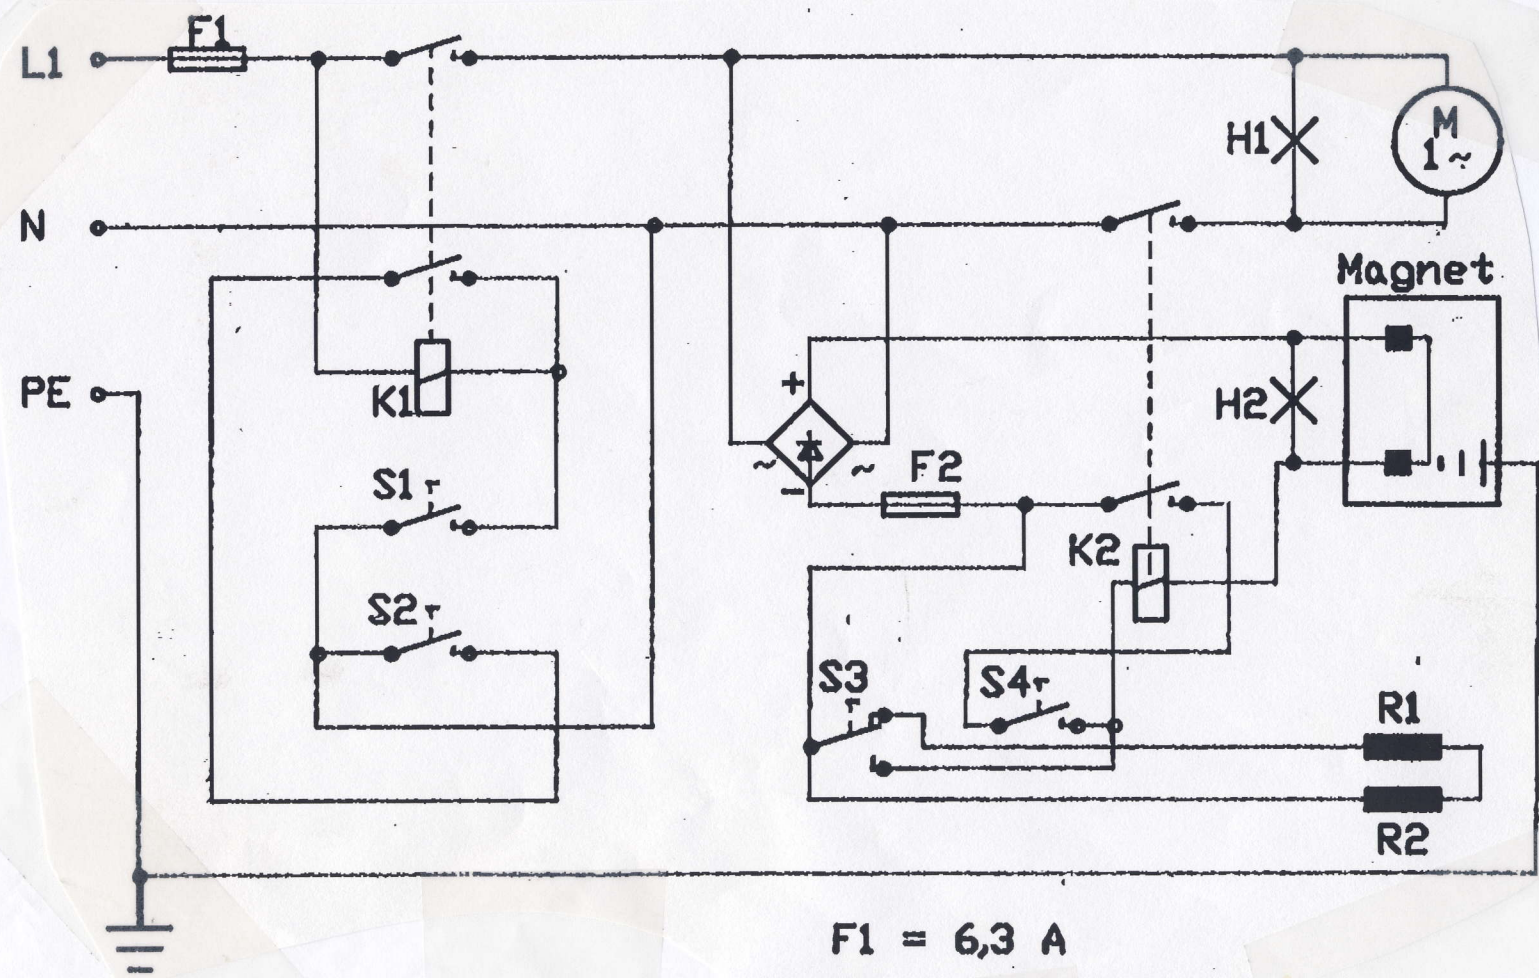 F1
L1
H1
M
1~
N
Magnet
+
PE
K1
H2
~ ~
F2
S1
-
K2
S2
S3
S4
R1
R2
F1 = 6,3 A